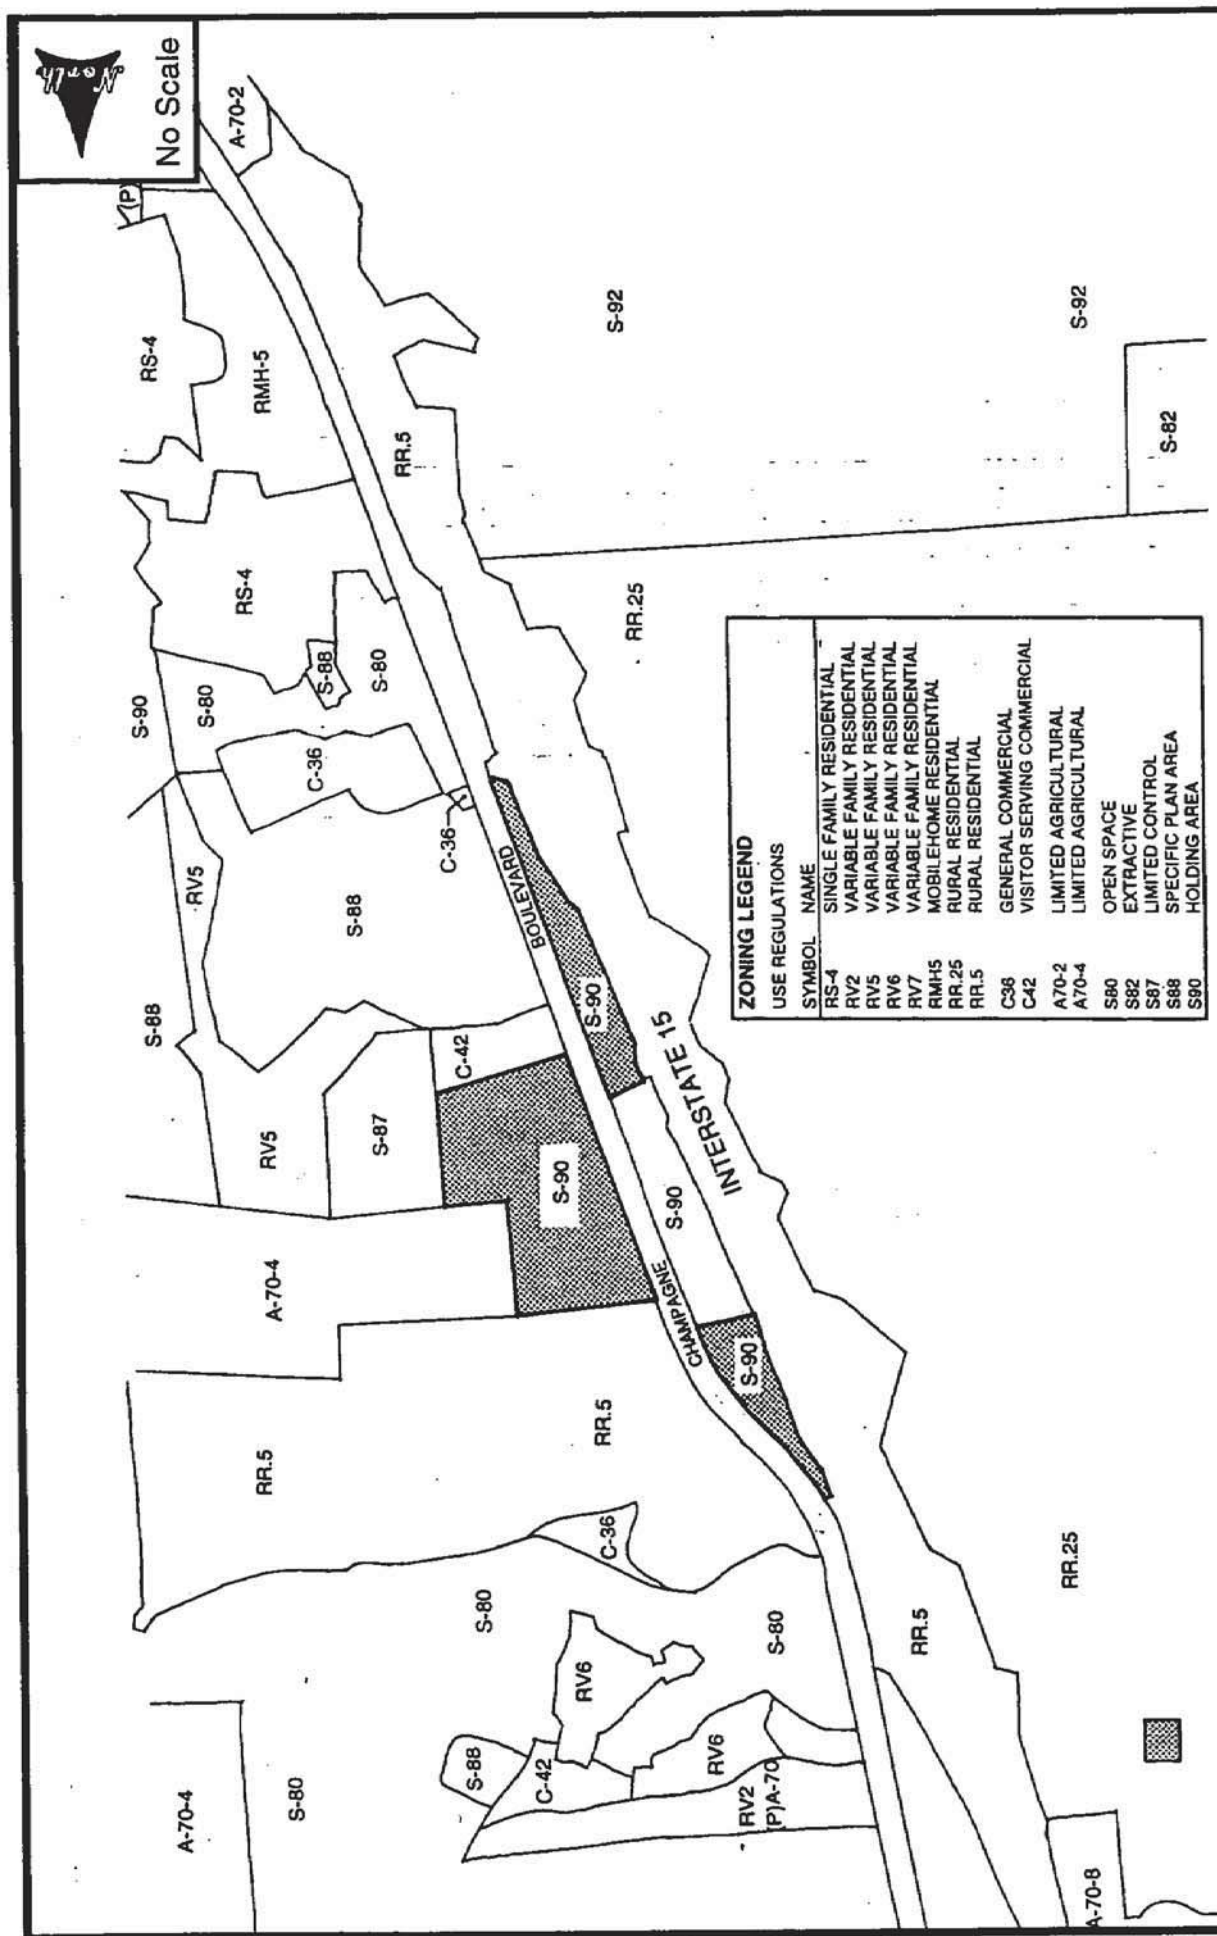 North
No Scale
A-70-2
(P)
RS-4
RMH-5
RR.5
S-92
S-92
S-82
RS-4
S-90
S-80
S-88
S-80
C-36
C-36
RR.25
RV5
S-88
S-88
BOULEVARD
S-90
C-42
RV5
S-87
S-90
S-90
INTERSTATE 15
CHAMPAGNE
A-70-4
S-90
RR.5
RR.5
C-36
S-80
S-80
RV6
RR.5
RR.25
S-88
C-42
RV6
A-70-4
S-80
RV2
(P)A-70
A-70-8
ZONING LEGEND
USE REGULATIONS
SYMBOL NAME
RS-4 SINGLE FAMILY RESIDENTIAL
RV2 VARIABLE FAMILY RESIDENTIAL
RV5 VARIABLE FAMILY RESIDENTIAL
RV6 VARIABLE FAMILY RESIDENTIAL
RV7 VARIABLE FAMILY RESIDENTIAL
RMH5 MOBILEHOME RESIDENTIAL
RR.25 RURAL RESIDENTIAL
RR.5 RURAL RESIDENTIAL
C36 GENERAL COMMERCIAL
C42 VISITOR SERVING COMMERCIAL
A70-2 LIMITED AGRICULTURAL
A70-4 LIMITED AGRICULTURAL
S80 OPEN SPACE
S82 EXTRACTIVE
S87 LIMITED CONTROL
S88 SPECIFIC PLAN AREA
S90 HOLDING AREA